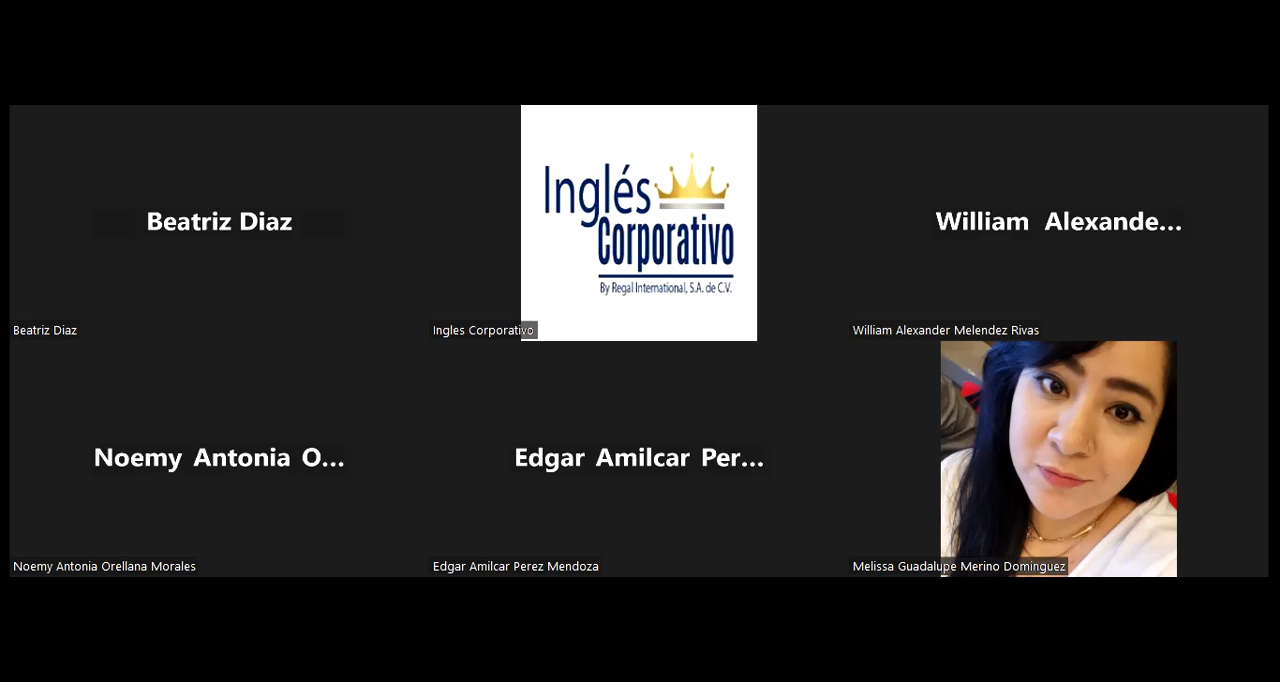 Beatriz Diaz
Inglés
Corporativo
By Regal International, S.A. de C.V.
William Alexande...
Beatriz Diaz
Ingles Corporativo
William Alexander Melendez Rivas
Noemy Antonia O...
Edgar Amilcar Per...
Noemy Antonia Orellana Morales
Edgar Amilcar Perez Mendoza
Melissa Guadalupe Merino Dominguez